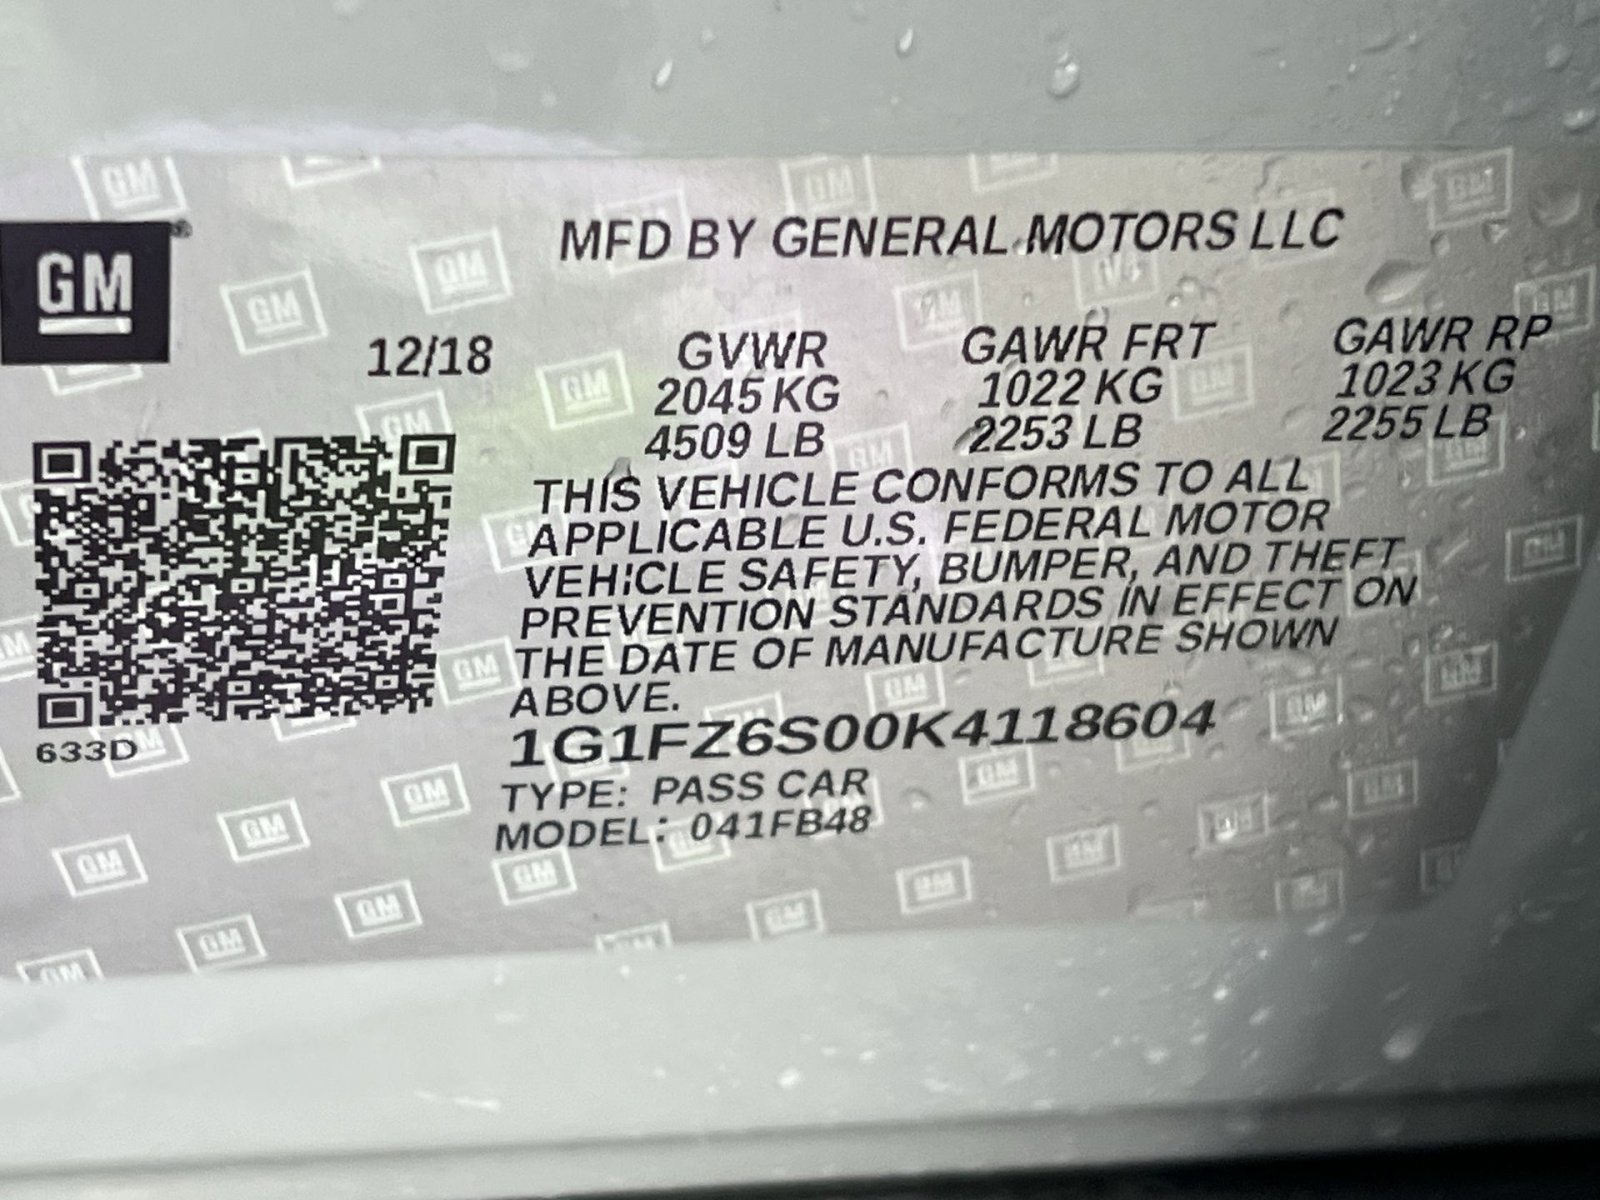 GM
MFD BY GENERAL MOTORS LLC
12/18 GVWR GAWR FRT GAWR RR
2045 KG 1022 KG 1023 KG
4509 LB 2253 LB 2255 LB
THIS VEHICLE CONFORMS TO ALL
APPLICABLE U.S. FEDERAL MOTOR
VEHICLE SAFETY, BUMPER, AND THEFT
PREVENTION STANDARDS IN EFFECT ON
THE DATE OF MANUFACTURE SHOWN
ABOVE.
1G1FZ6S00K4118604
633D
TYPE: PASS CAR
MODEL: 041FB48